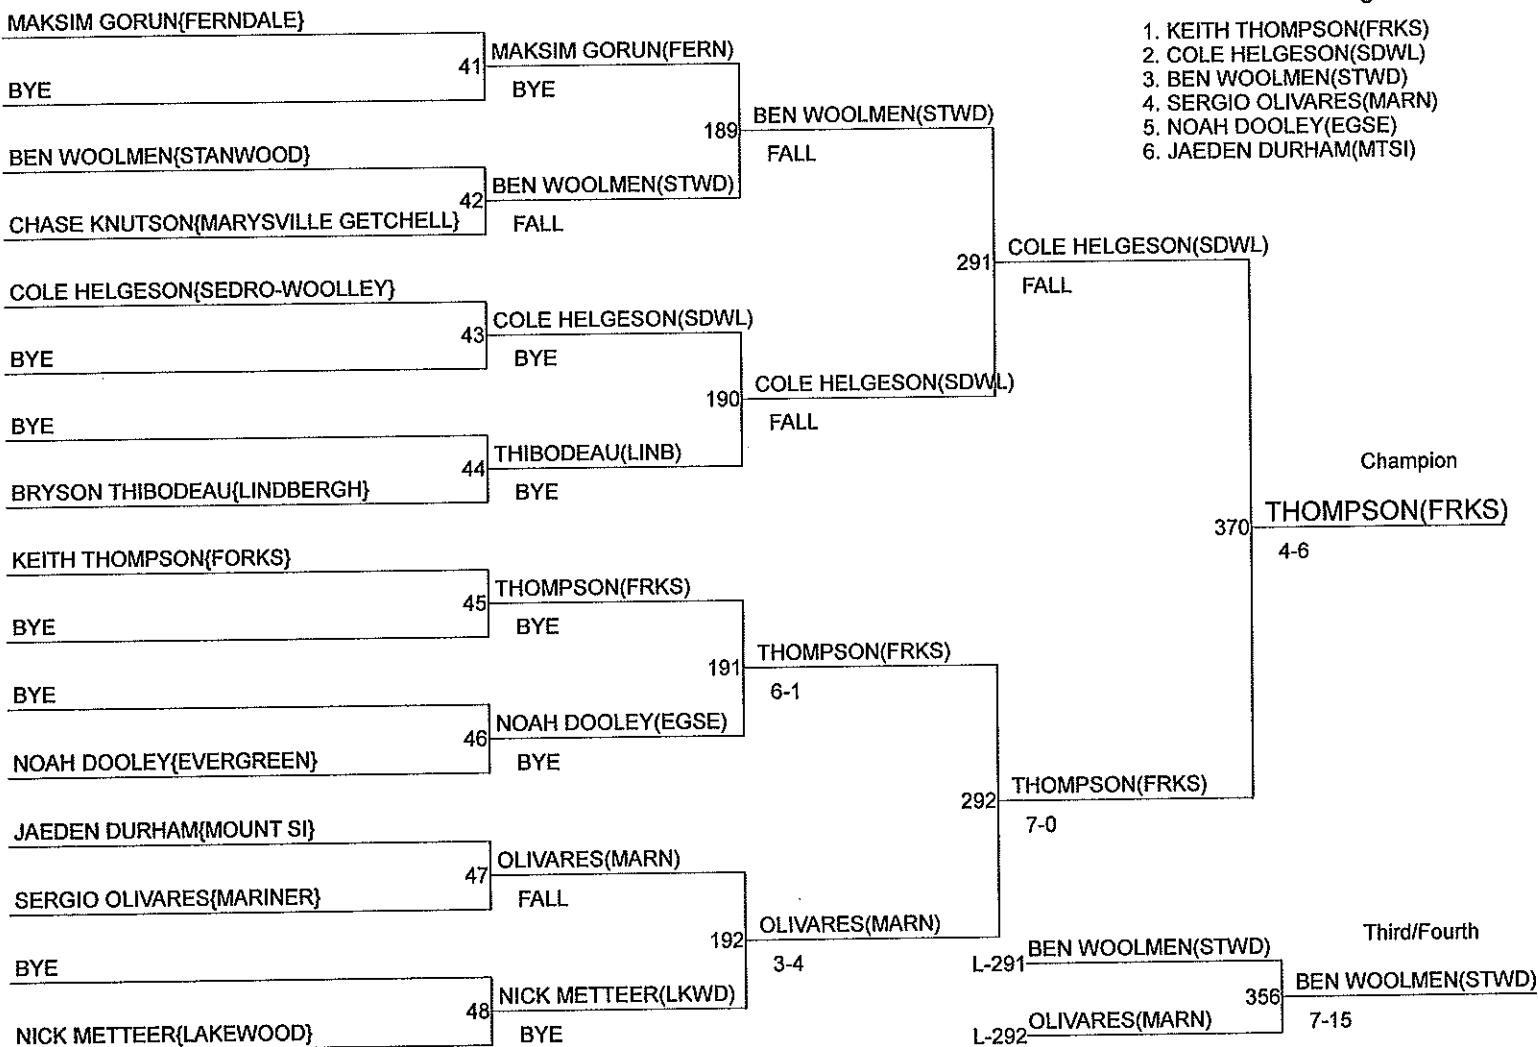 MAKSIM GORUN{FERNDALE}
41
MAKSIM GORUN(FERN)
BYE
BYE
189
BEN WOOLMEN(STWD)
FALL
BEN WOOLMEN{STANWOOD}
42
BEN WOOLMEN(STWD)
CHASE KNUTSON{MARYSVILLE GETCHELL}
FALL
291
COLE HELGESON(SDWL)
FALL
COLE HELGESON{SEDRO-WOOLLEY}
43
COLE HELGESON(SDWL)
BYE
BYE
190
COLE HELGESON(SDWL)
FALL
BYE
44
THIBODEAU(LINB)
BRYSON THIBODEAU{LINDBERGH}
BYE
Champion
370
THOMPSON(FRKS)
4-6
KEITH THOMPSON{FORKS}
45
THOMPSON(FRKS)
BYE
BYE
191
THOMPSON(FRKS)
6-1
BYE
46
NOAH DOOLEY(EGSE)
NOAH DOOLEY{EVERGREEN}
BYE
292
THOMPSON(FRKS)
7-0
JAEDEN DURHAM{MOUNT SI}
47
OLIVARES(MARN)
SERGIO OLIVARES{MARINER}
FALL
192
OLIVARES(MARN)
3-4
BYE
48
NICK METTEER(LKWD)
NICK METTEER{LAKEWOOD}
BYE
Third/Fourth
L-291
BEN WOOLMEN(STWD)
356
BEN WOOLMEN(STWD)
7-15
L-292
OLIVARES(MARN)
1. KEITH THOMPSON(FRKS)
2. COLE HELGESON(SDWL)
3. BEN WOOLMEN(STWD)
4. SERGIO OLIVARES(MARN)
5. NOAH DOOLEY(EGSE)
6. JAEDEN DURHAM(MTSI)